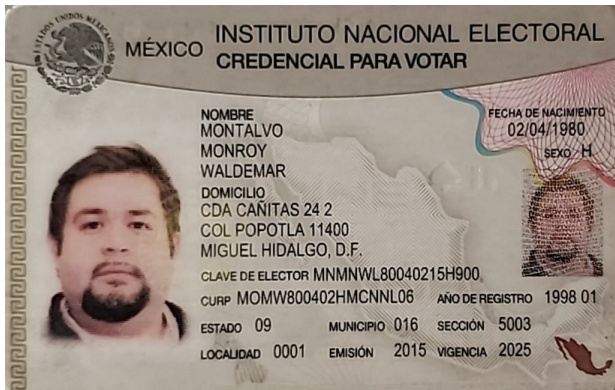 ESTADOS UNIDOS MEXICANOS
MÉXICO
INSTITUTO NACIONAL ELECTORAL
CREDENCIAL PARA VOTAR
NOMBRE
MONTALVO
MONROY
WALDEMAR
FECHA DE NACIMIENTO
02/04/1980
SEXO H
DOMICILIO
CDA CAÑITAS 24 2
COL POPOTLA 11400
MIGUEL HIDALGO, D.F.
CLAVE DE ELECTOR MNMNWL80040215H900
CURP MOMW800402HMCNNL06 AÑO DE REGISTRO 1998 01
ESTADO 09 MUNICIPIO 016 SECCIÓN 5003
LOCALIDAD 0001 EMISIÓN 2015 VIGENCIA 2025